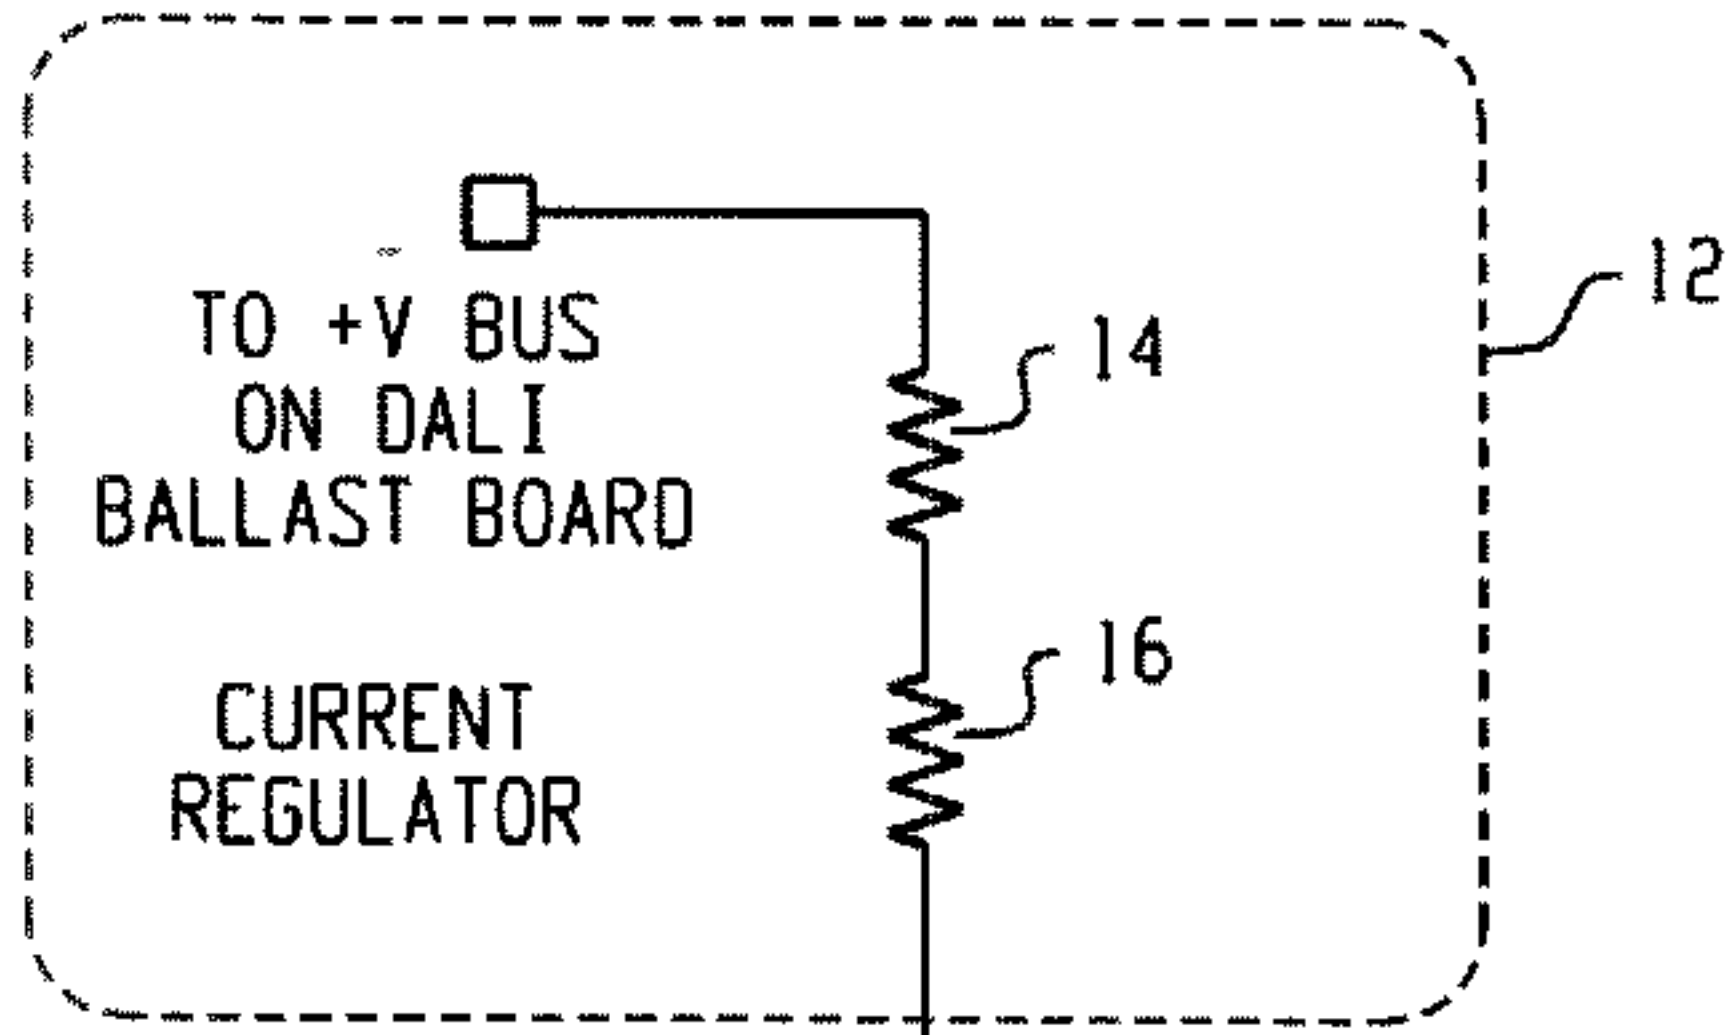 12
TO +V BUS
ON DALI
BALLAST BOARD
14
16
CURRENT
REGULATOR